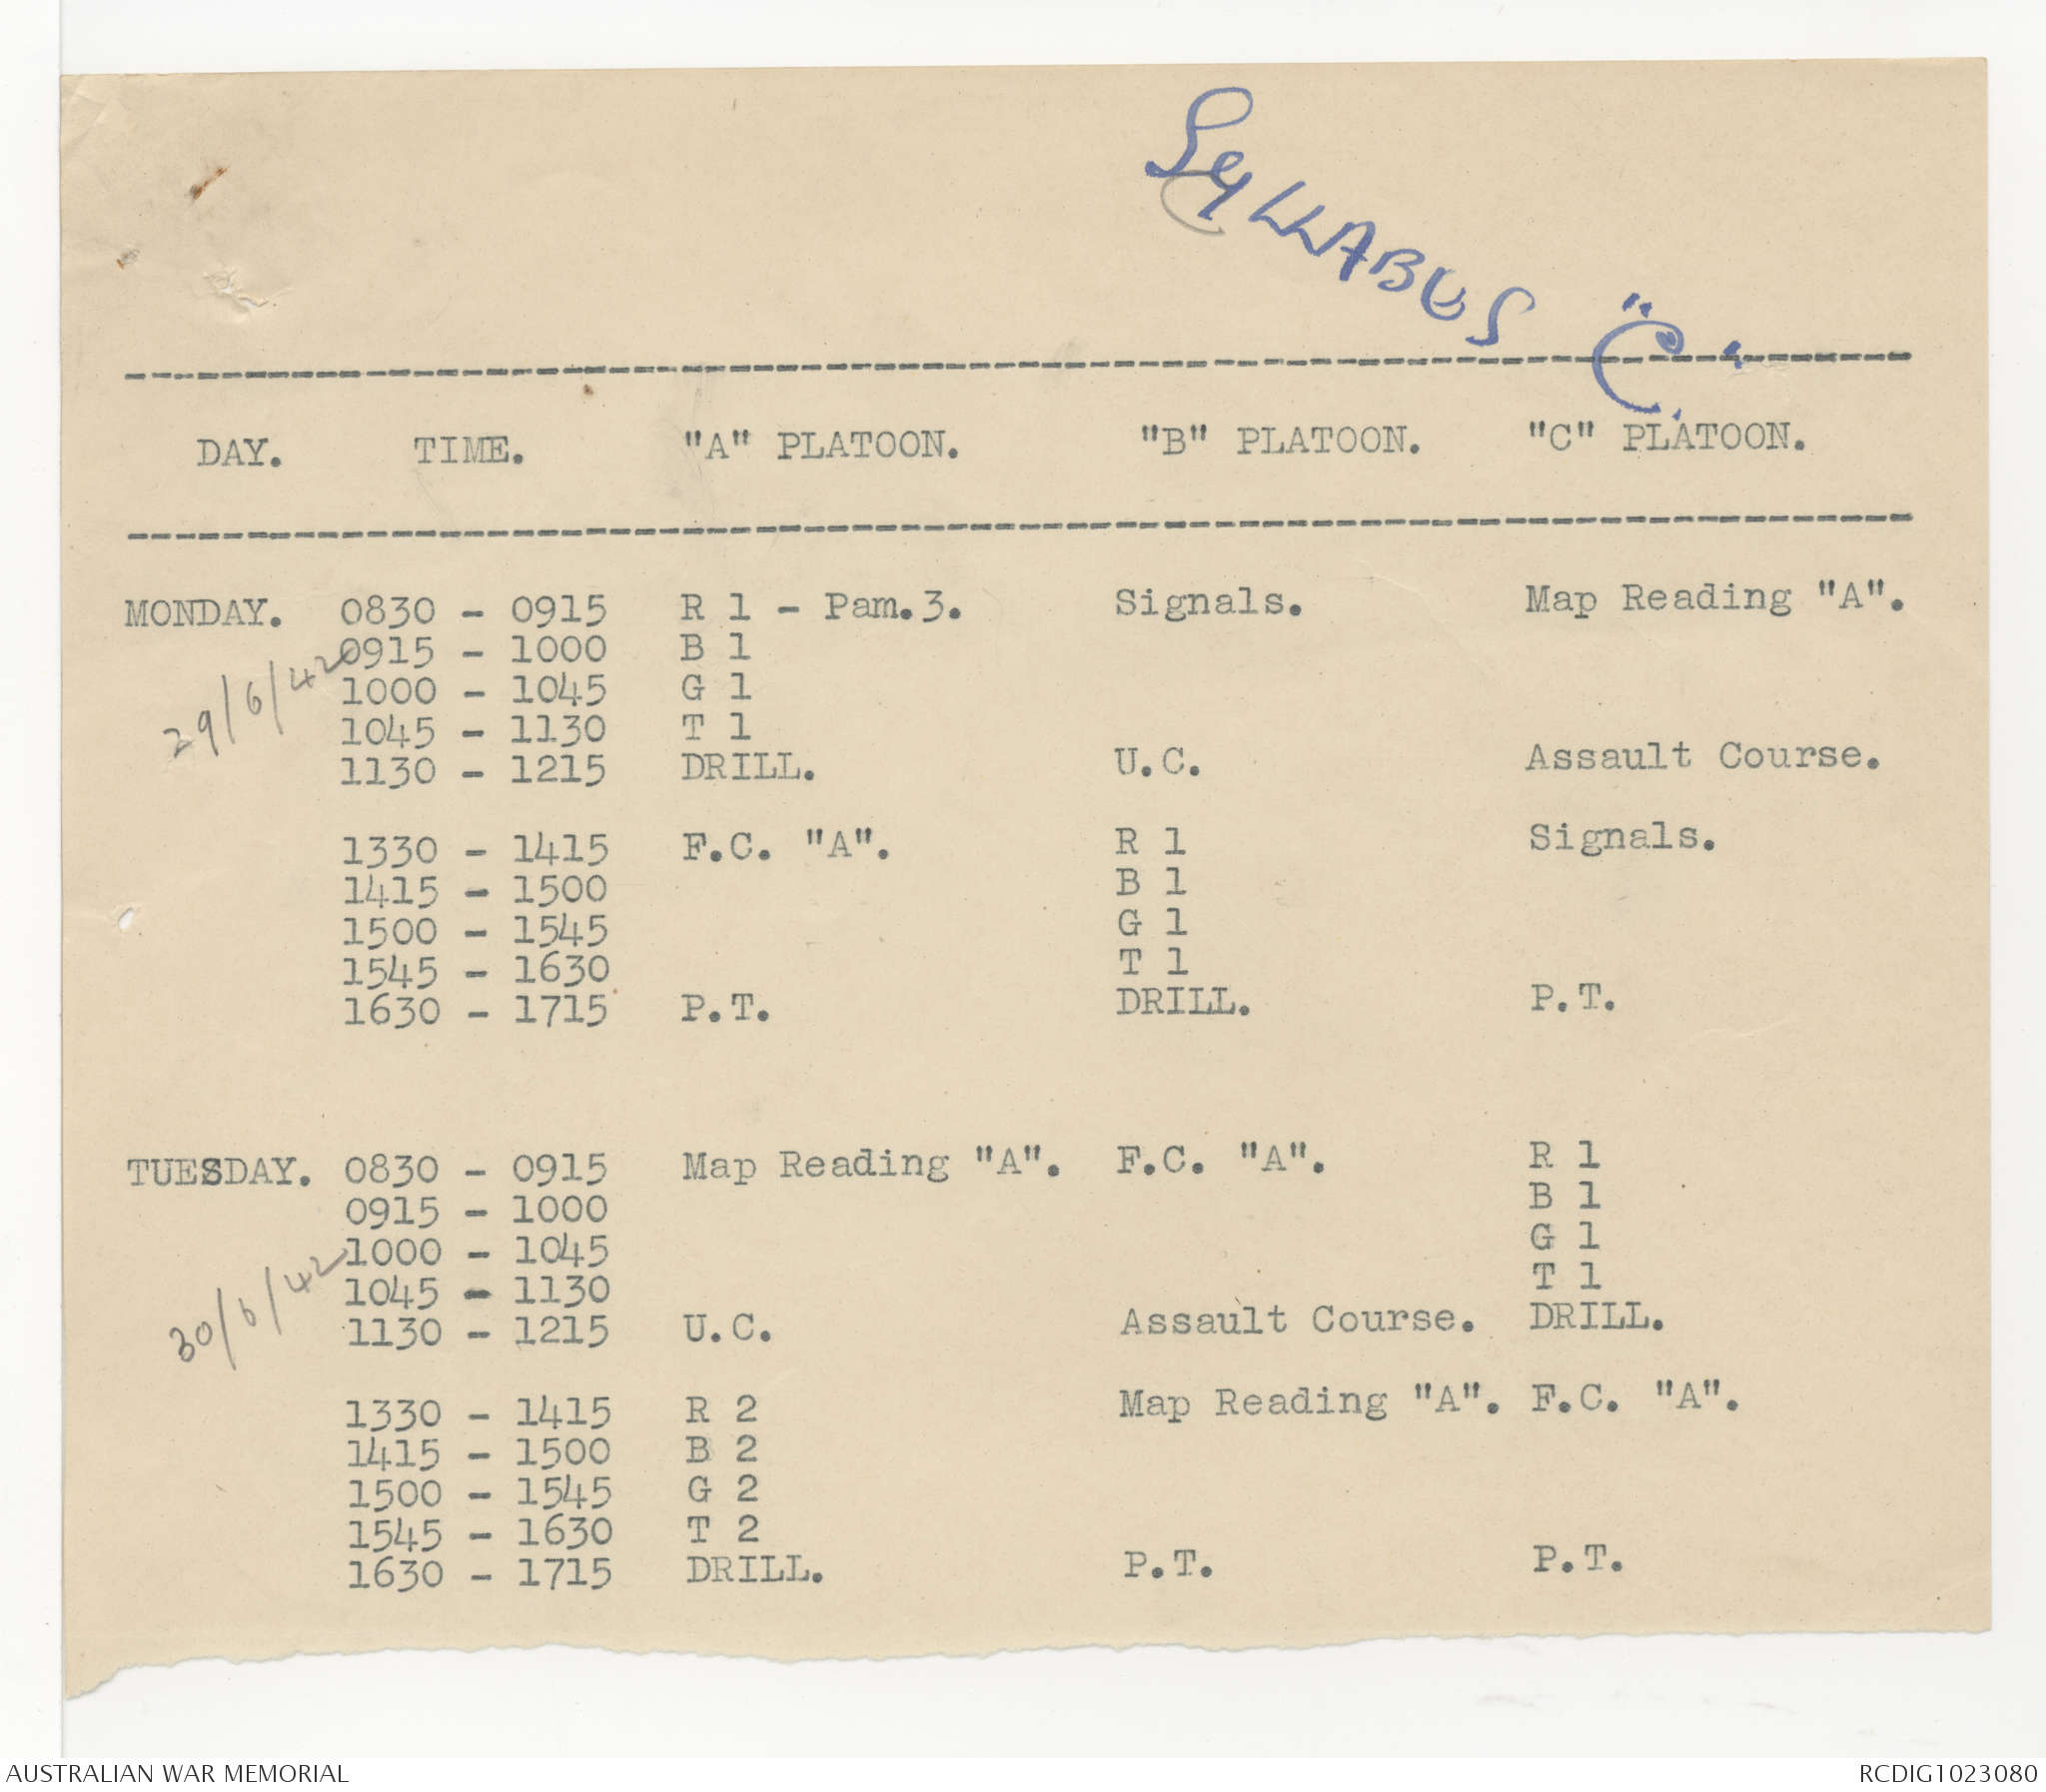 SYLLABUS "C".
DAY. TIME. "A" PLATOON. "B" PLATOON. "C" PLATOON.
MONDAY. 0830 - 0915 R 1 - Pam.3. Signals. Map Reading "A".
29/6/42 0915 - 1000 B 1
1000 - 1045 G 1
1045 - 1130 T 1
1130 - 1215 DRILL. U.C. Assault Course.
1330 - 1415 F.C. "A". R 1 Signals.
1415 - 1500 B 1
1500 - 1545 G 1
1545 - 1630 T 1
1630 - 1715 P.T. DRILL. P.T.
TUESDAY. 0830 - 0915 Map Reading "A". F.C. "A". R 1
0915 - 1000 B 1
30/6/42 1000 - 1045 G 1
1045 - 1130 T 1
1130 - 1215 U.C. Assault Course. DRILL.
1330 - 1415 R 2 Map Reading "A". F.C. "A".
1415 - 1500 B 2
1500 - 1545 G 2
1545 - 1630 T 2
1630 - 1715 DRILL. P.T. P.T.
AUSTRALIAN WAR MEMORIAL RCDIG1023080